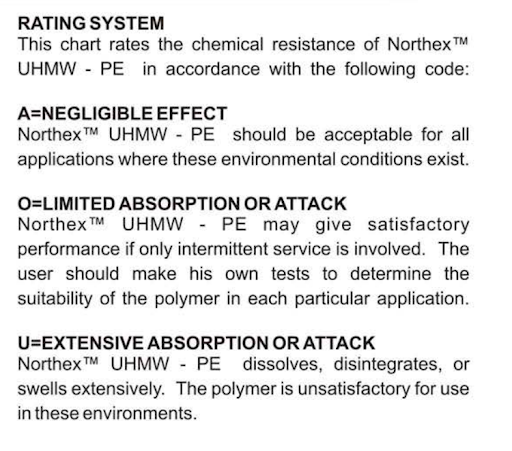 RATING SYSTEM
This chart rates the chemical resistance of Northex™
UHMW - PE in accordance with the following code:
A=NEGLIGIBLE EFFECT
Northex™ UHMW - PE should be acceptable for all
applications where these environmental conditions exist.
O=LIMITED ABSORPTION OR ATTACK
Northex™ UHMW - PE may give satisfactory
performance if only intermittent service is involved. The
user should make his own tests to determine the
suitability of the polymer in each particular application.
U=EXTENSIVE ABSORPTION OR ATTACK
Northex™ UHMW - PE dissolves, disintegrates, or
swells extensively. The polymer is unsatisfactory for use
in these environments.